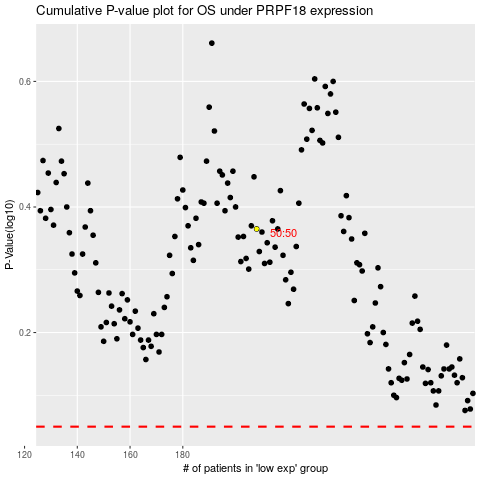 Cumulative P-value plot for OS under PRPF18 expression
P-Value(log10)
0.6
0.4
0.2
50:50
120 140 160 180
# of patients in 'low exp' group